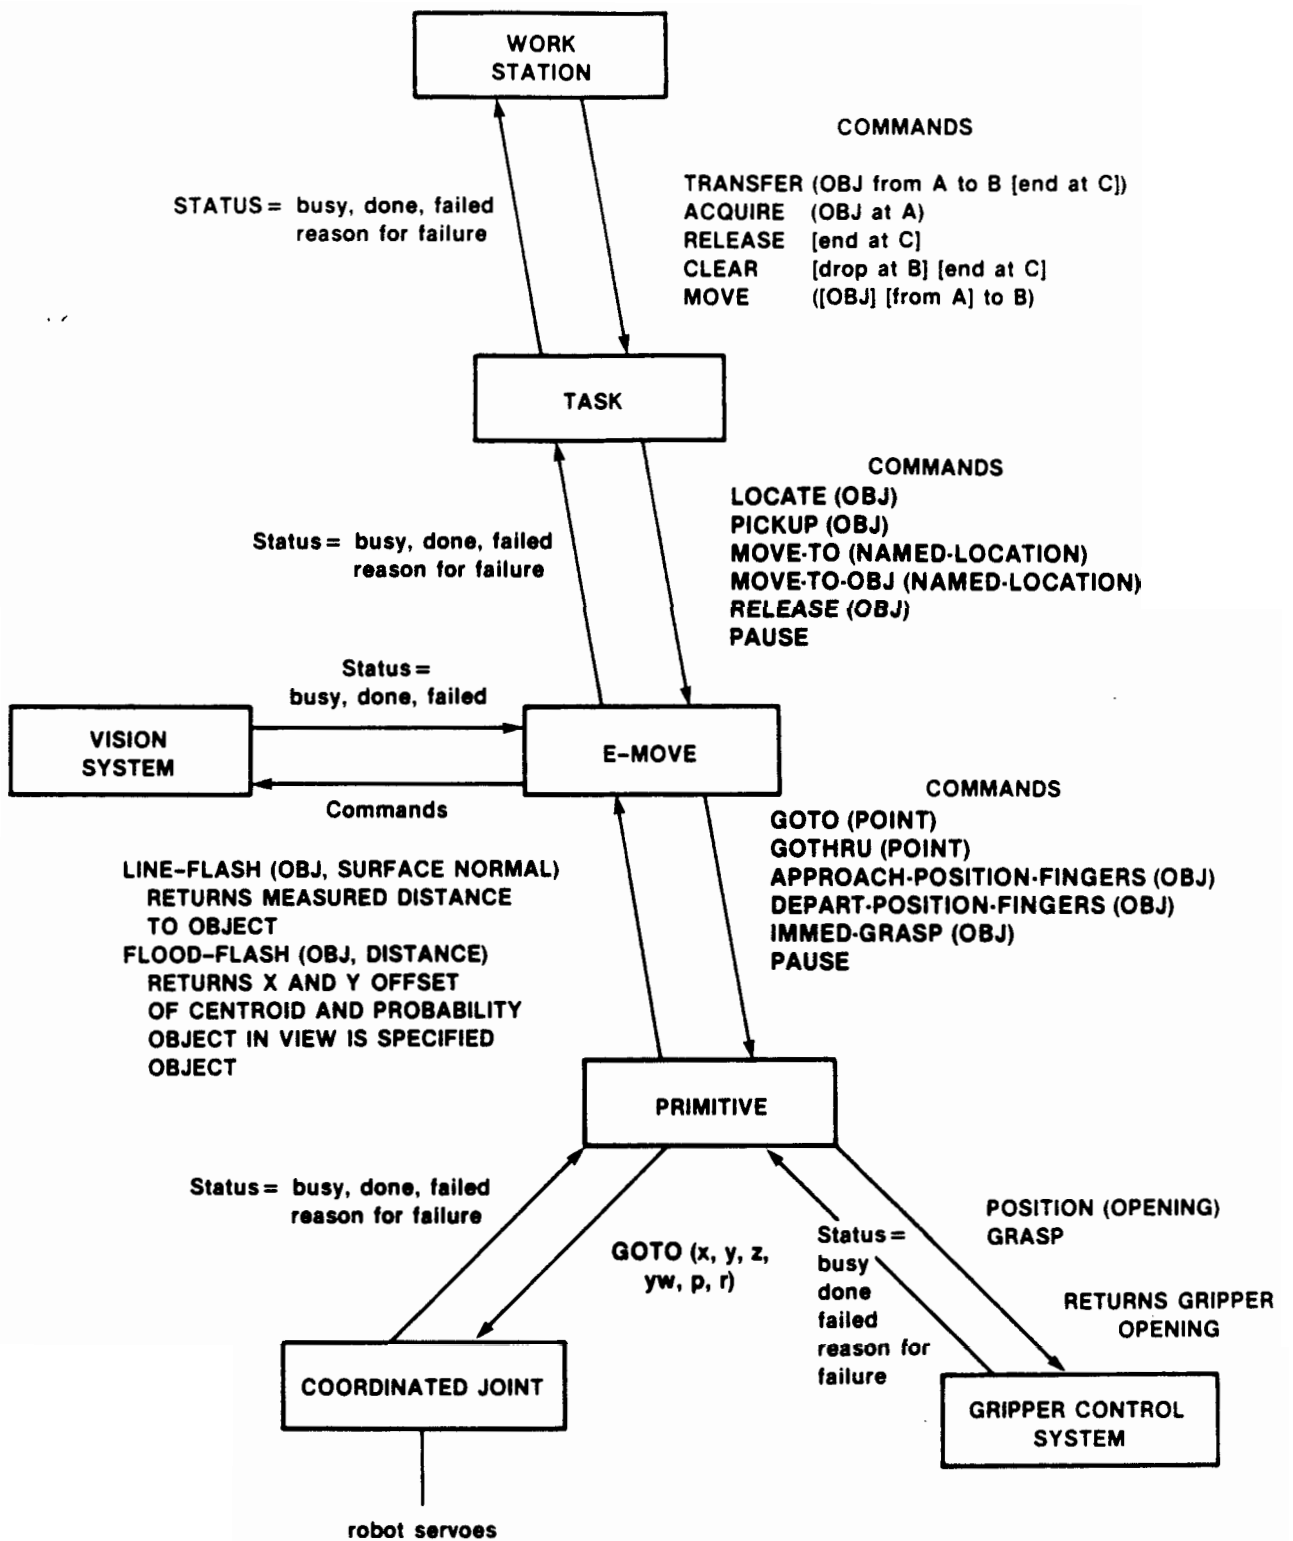 WORK
STATION
COMMANDS
STATUS = busy, done, failed
reason for failure
TRANSFER (OBJ from A to B [end at C])
ACQUIRE (OBJ at A)
RELEASE [end at C]
CLEAR [drop at B] [end at C]
MOVE ([OBJ] [from A] to B)
TASK
COMMANDS
LOCATE (OBJ)
PICKUP (OBJ)
MOVE-TO (NAMED-LOCATION)
MOVE-TO-OBJ (NAMED-LOCATION)
RELEASE (OBJ)
PAUSE
Status = busy, done, failed
reason for failure
Status =
busy, done, failed
VISION
SYSTEM
E-MOVE
Commands
COMMANDS
GOTO (POINT)
GOTHRU (POINT)
APPROACH-POSITION-FINGERS (OBJ)
DEPART-POSITION-FINGERS (OBJ)
IMMED-GRASP (OBJ)
PAUSE
LINE-FLASH (OBJ, SURFACE NORMAL)
RETURNS MEASURED DISTANCE
TO OBJECT
FLOOD-FLASH (OBJ, DISTANCE)
RETURNS X AND Y OFFSET
OF CENTROID AND PROBABILITY
OBJECT IN VIEW IS SPECIFIED
OBJECT
PRIMITIVE
Status = busy, done, failed
reason for failure
GOTO (x, y, z,
yw, p, r)
Status =
busy
done
failed
reason for
failure
POSITION (OPENING)
GRASP
RETURNS GRIPPER
OPENING
COORDINATED JOINT
GRIPPER CONTROL
SYSTEM
robot servoes